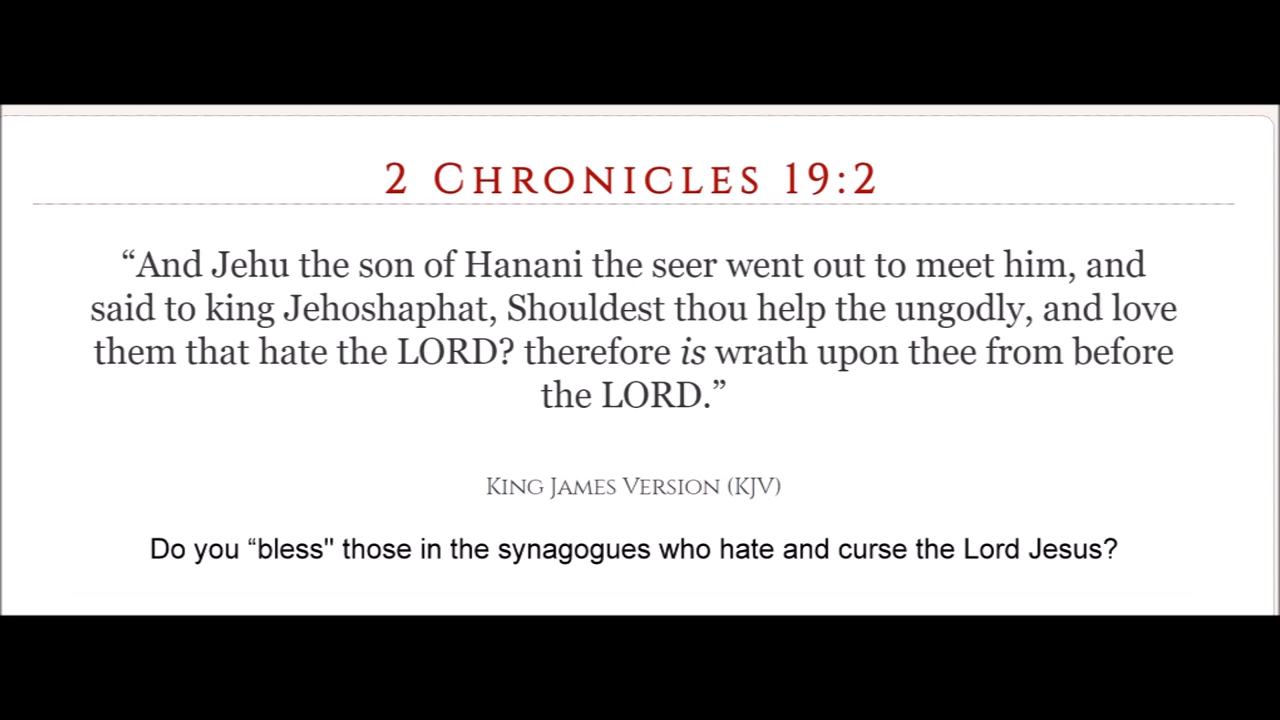 2 Chronicles 19:2
“And Jehu the son of Hanani the seer went out to meet him, and
said to king Jehoshaphat, Shouldest thou help the ungodly, and love
them that hate the LORD? therefore is wrath upon thee from before
the LORD.”
King James Version (KJV)
Do you “bless" those in the synagogues who hate and curse the Lord Jesus?